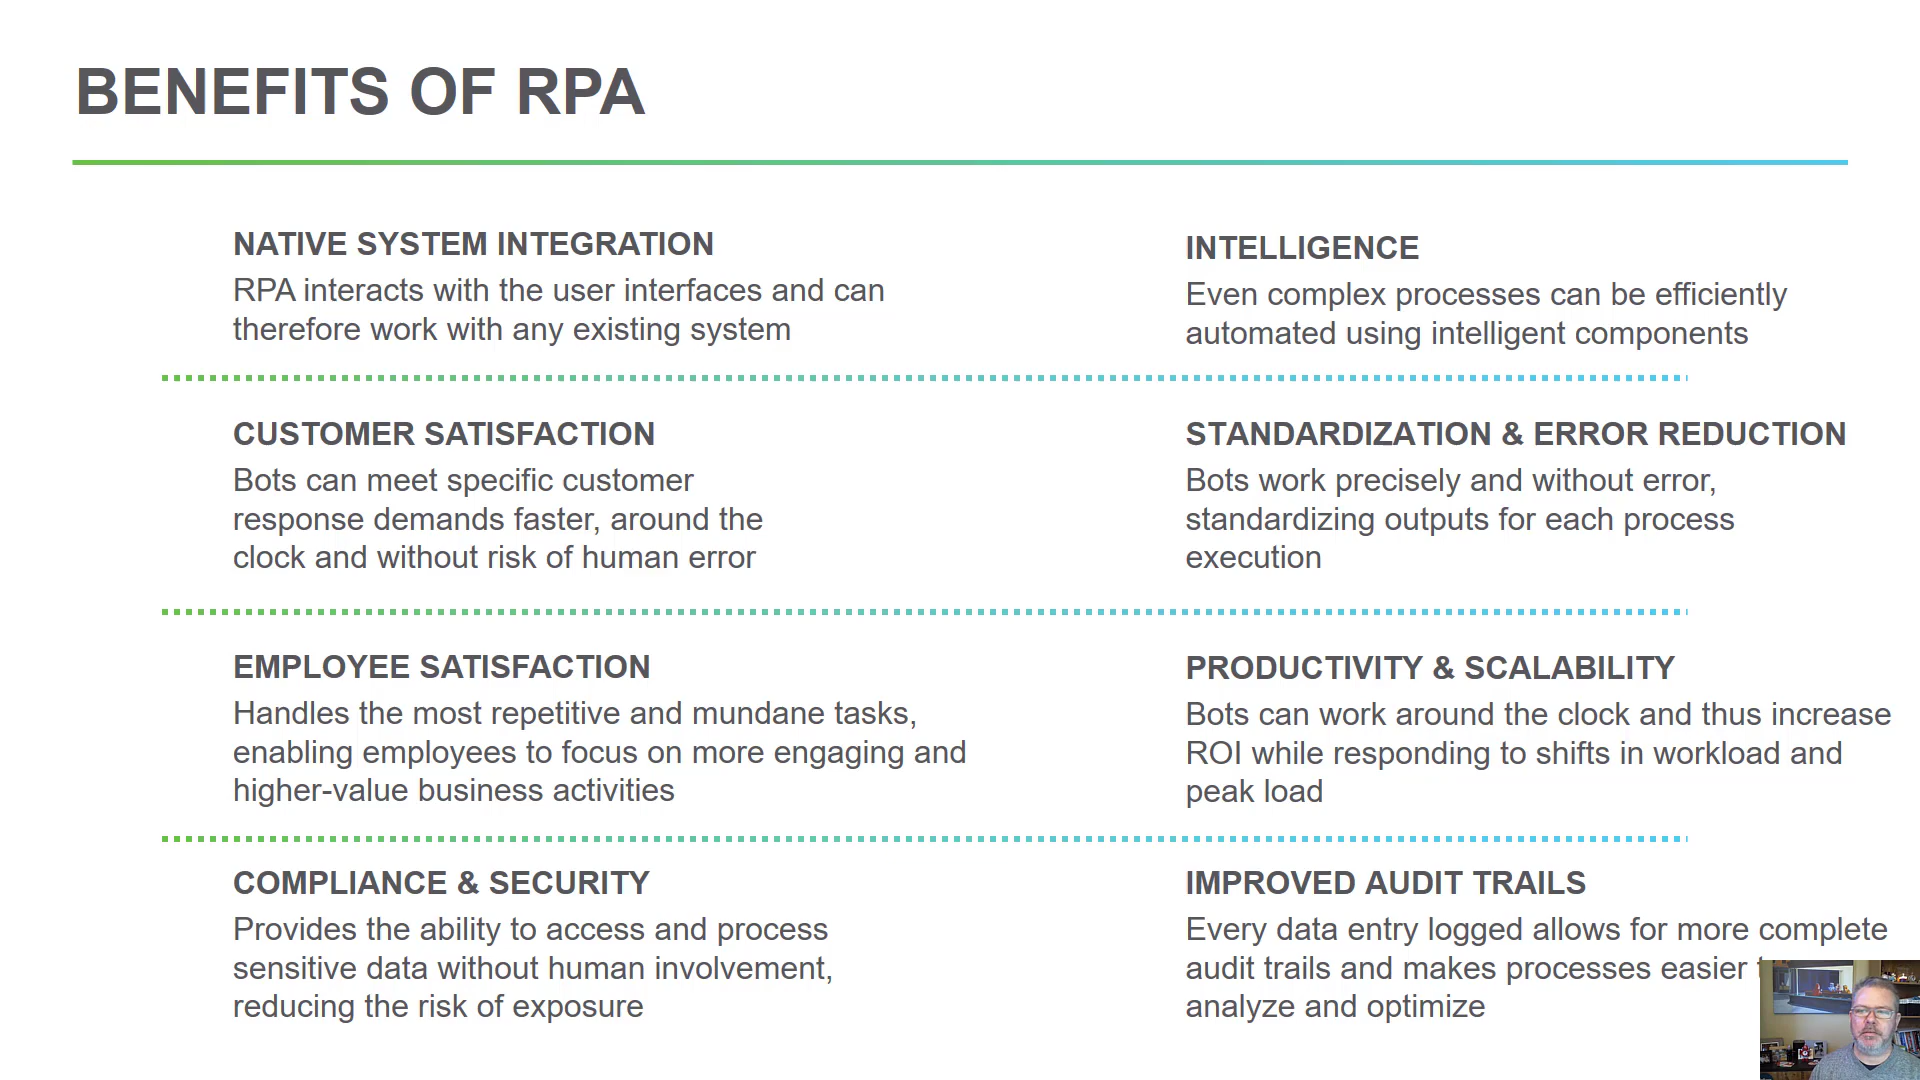 BENEFITS OF RPA
NATIVE SYSTEM INTEGRATION
RPA interacts with the user interfaces and can
therefore work with any existing system
INTELLIGENCE
Even complex processes can be efficiently
automated using intelligent components
CUSTOMER SATISFACTION
Bots can meet specific customer
response demands faster, around the
clock and without risk of human error
STANDARDIZATION & ERROR REDUCTION
Bots work precisely and without error,
standardizing outputs for each process
execution
EMPLOYEE SATISFACTION
Handles the most repetitive and mundane tasks,
enabling employees to focus on more engaging and
higher-value business activities
PRODUCTIVITY & SCALABILITY
Bots can work around the clock and thus increase
ROI while responding to shifts in workload and
peak load
COMPLIANCE & SECURITY
Provides the ability to access and process
sensitive data without human involvement,
reducing the risk of exposure
IMPROVED AUDIT TRAILS
Every data entry logged allows for more complete
audit trails and makes processes easier
analyze and optimize